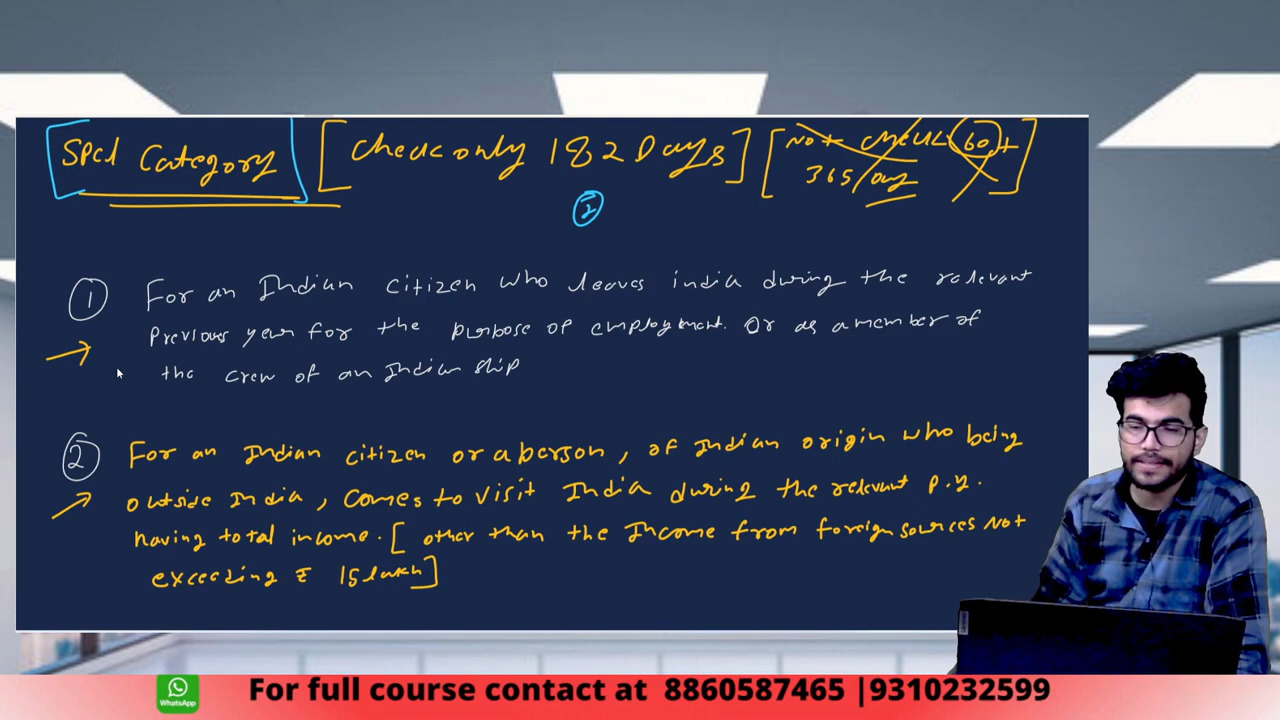 Spcl Category [Check only 182 Days] [Not check 60+
365/day]
2
1 For an Indian citizen who leaves india during the relevant
Previous year for the purpose of employment. Or as a member of
the crew of an Indian ship
2 For an Indian citizen or a person, of Indian origin who being
outside India, comes to visit India during the relevant p.y.
having total income. [other than the Income from foreign sources Not
exceeding ₹ 15 lakh]
WhatsApp
For full course contact at 8860587465 |9310232599